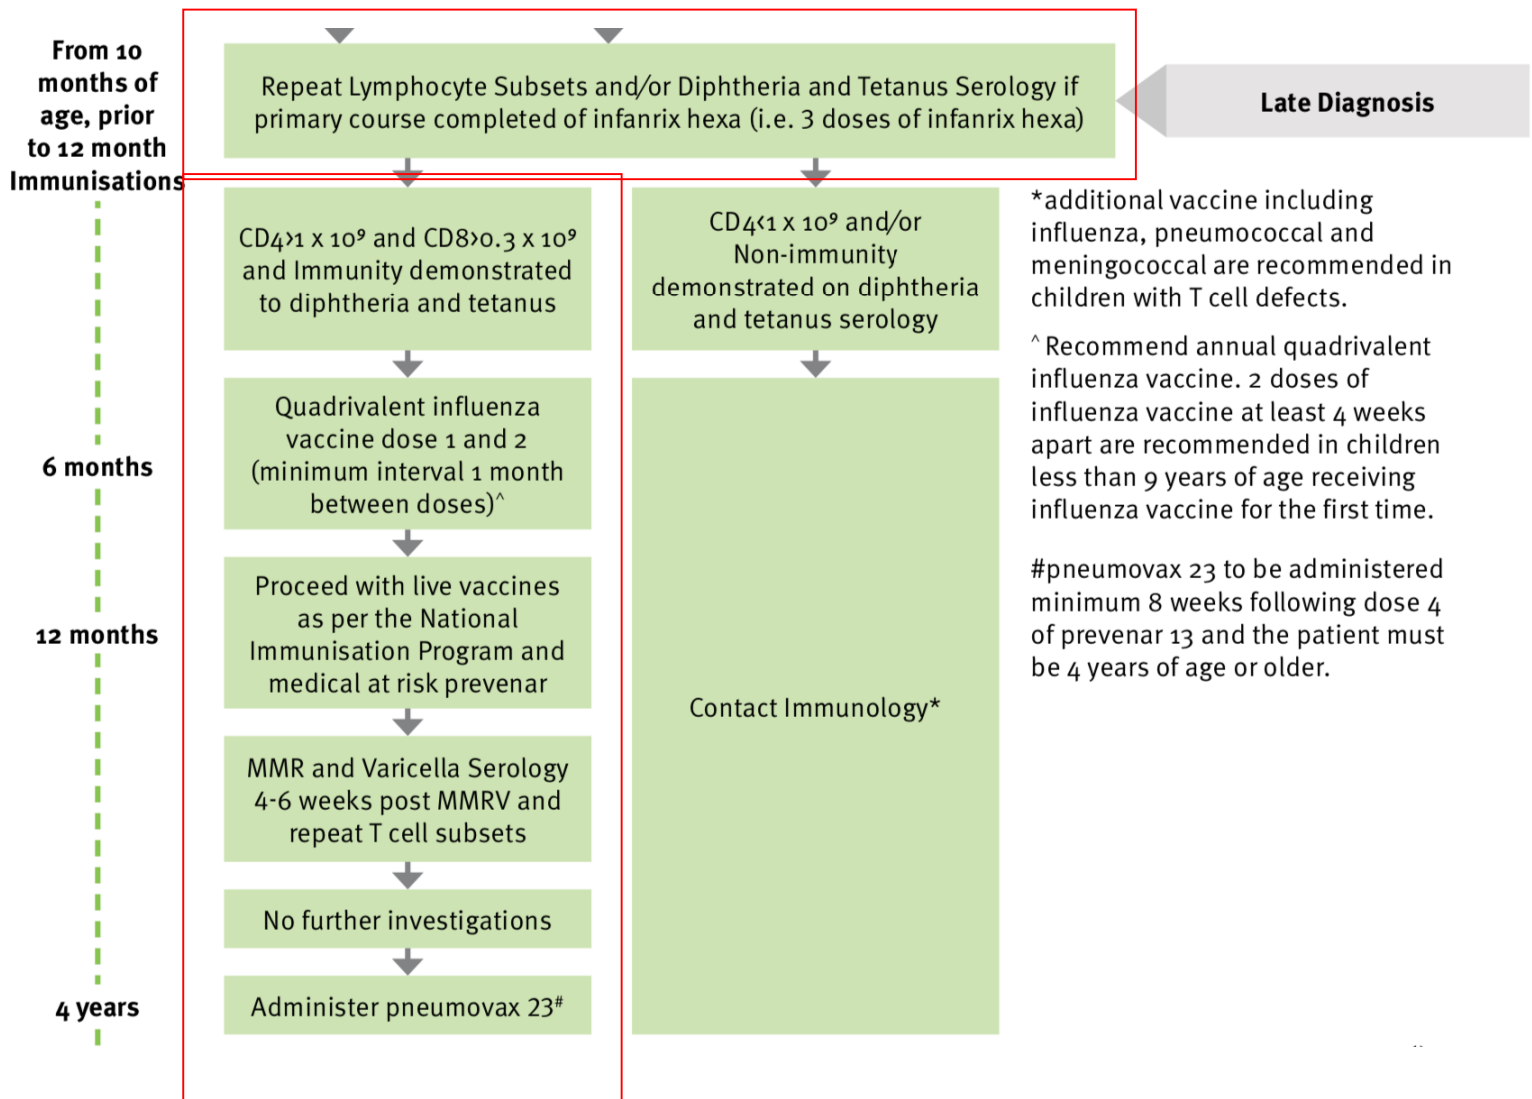 From 10
months of
age, prior
to 12 month
Immunisations
Repeat Lymphocyte Subsets and/or Diphtheria and Tetanus Serology if
primary course completed of infanrix hexa (i.e. 3 doses of infanrix hexa)
Late Diagnosis
CD4>1 x 10⁹ and CD8>0.3 x 10⁹
and Immunity demonstrated
to diphtheria and tetanus
CD4<1 x 10⁹ and/or
Non-immunity
demonstrated on diphtheria
and tetanus serology
*additional vaccine including
influenza, pneumococcal and
meningococcal are recommended in
children with T cell defects.
^ Recommend annual quadrivalent
influenza vaccine. 2 doses of
influenza vaccine at least 4 weeks
apart are recommended in children
less than 9 years of age receiving
influenza vaccine for the first time.
#pneumovax 23 to be administered
minimum 8 weeks following dose 4
of prevenar 13 and the patient must
be 4 years of age or older.
6 months
Quadrivalent influenza
vaccine dose 1 and 2
(minimum interval 1 month
between doses)^
12 months
Proceed with live vaccines
as per the National
Immunisation Program and
medical at risk prevenar
Contact Immunology*
MMR and Varicella Serology
4-6 weeks post MMRV and
repeat T cell subsets
No further investigations
4 years
Administer pneumovax 23#